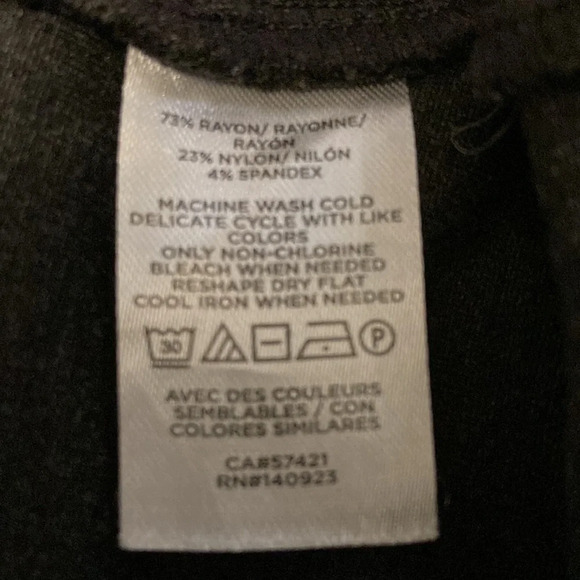 73% RAYON/ RAYONNE/
RAYÓN
23% NYLON/ NILÓN
4% SPANDEX
MACHINE WASH COLD
DELICATE CYCLE WITH LIKE
COLORS
ONLY NON-CHLORINE
BLEACH WHEN NEEDED
RESHAPE DRY FLAT
COOL IRON WHEN NEEDED
30 P
AVEC DES COULEURS
SEMBLABLES / CON
COLORES SIMILARES
CA#57421
RN#140923